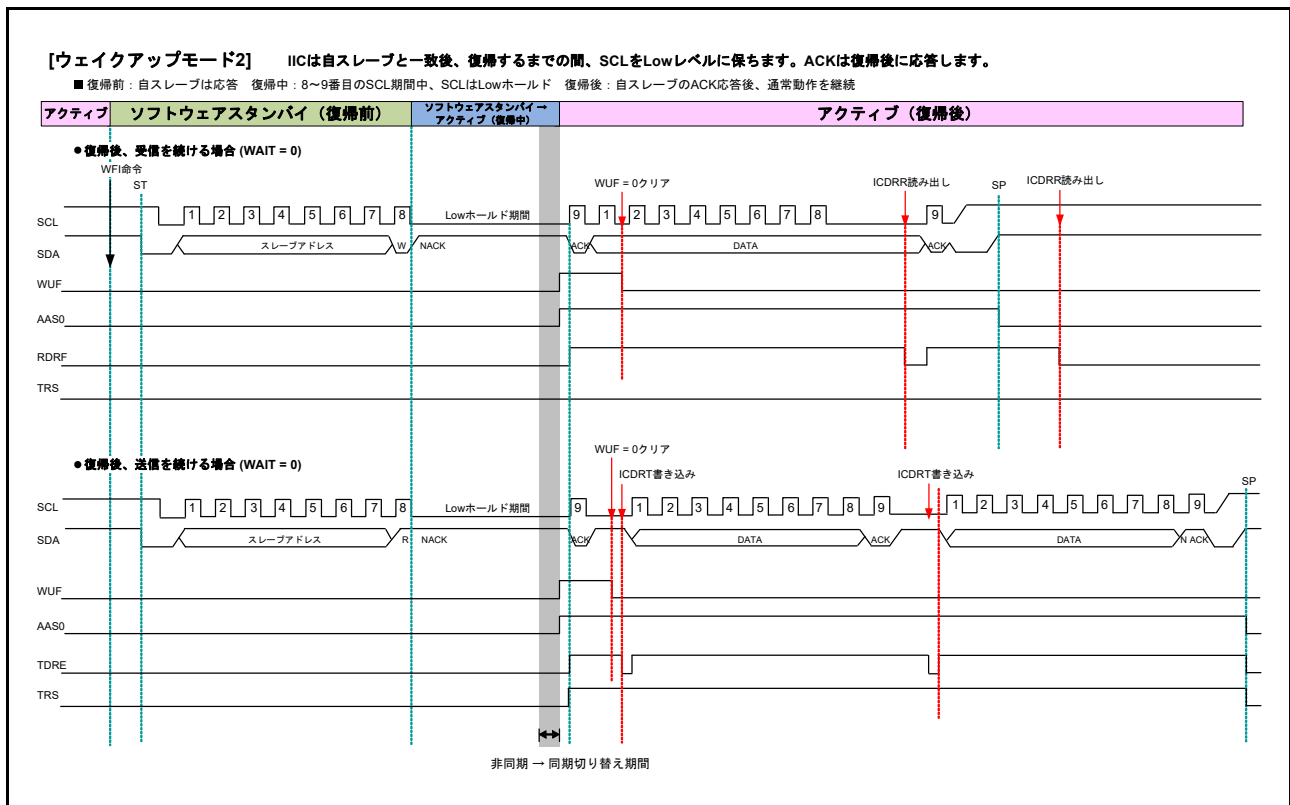 [ウェイクアップモード2] IICは自スレーブと一致後、復帰するまでの間、SCLをLowレベルに保ちます。ACKは復帰後に応答します。
■ 復帰前：自スレーブは応答 復帰中：8～9番目のSCL期間中、SCLはLowホールド 復帰後：自スレーブのACK応答後、通常動作を継続
アクティブ ソフトウェアスタンバイ（復帰前） ソフトウェアスタンバイ→ アクティブ（復帰後）
アクティブ（復帰中）
● 復帰後、受信を続ける場合 (WAIT = 0)
WFI命令
ST WUF = 0クリア ICDRR読み出し SP ICDRR読み出し
SCL 1 2 3 4 5 6 7 8 Lowホールド期間 9 1 2 3 4 5 6 7 8 9
SDA スレーブアドレス W NACK ACK DATA ACK
WUF
AAS0
RDRF
TRS
WUF = 0クリア
● 復帰後、送信を続ける場合 (WAIT = 0)
ICDRT書き込み ICDRT書き込み SP
SCL 1 2 3 4 5 6 7 8 Lowホールド期間 9 1 2 3 4 5 6 7 8 9 1 2 3 4 5 6 7 8 9
SDA スレーブアドレス R NACK ACK DATA ACK DATA N ACK
WUF
AAS0
TDRE
TRS
非同期 → 同期切り替え期間